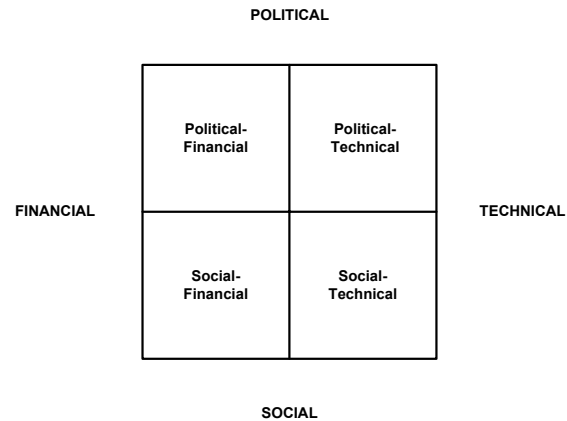 POLITICAL
Political-
Financial
Political-
Technical
FINANCIAL
TECHNICAL
Social-
Financial
Social-
Technical
SOCIAL